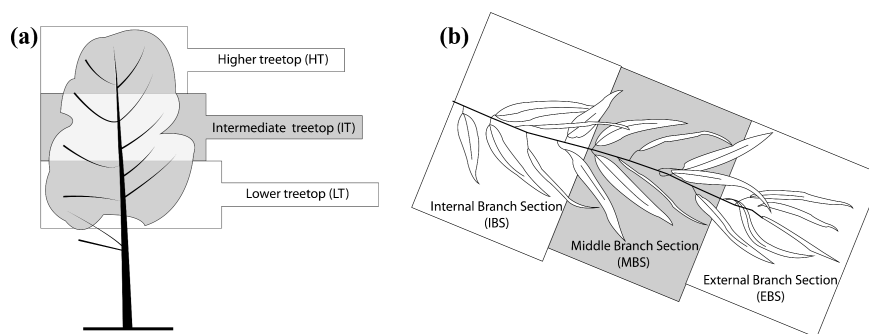 (a)
Higher treetop (HT)
Intermediate treetop (IT)
Lower treetop (LT)
(b)
Internal Branch Section
(IBS)
Middle Branch Section
(MBS)
External Branch Section
(EBS)